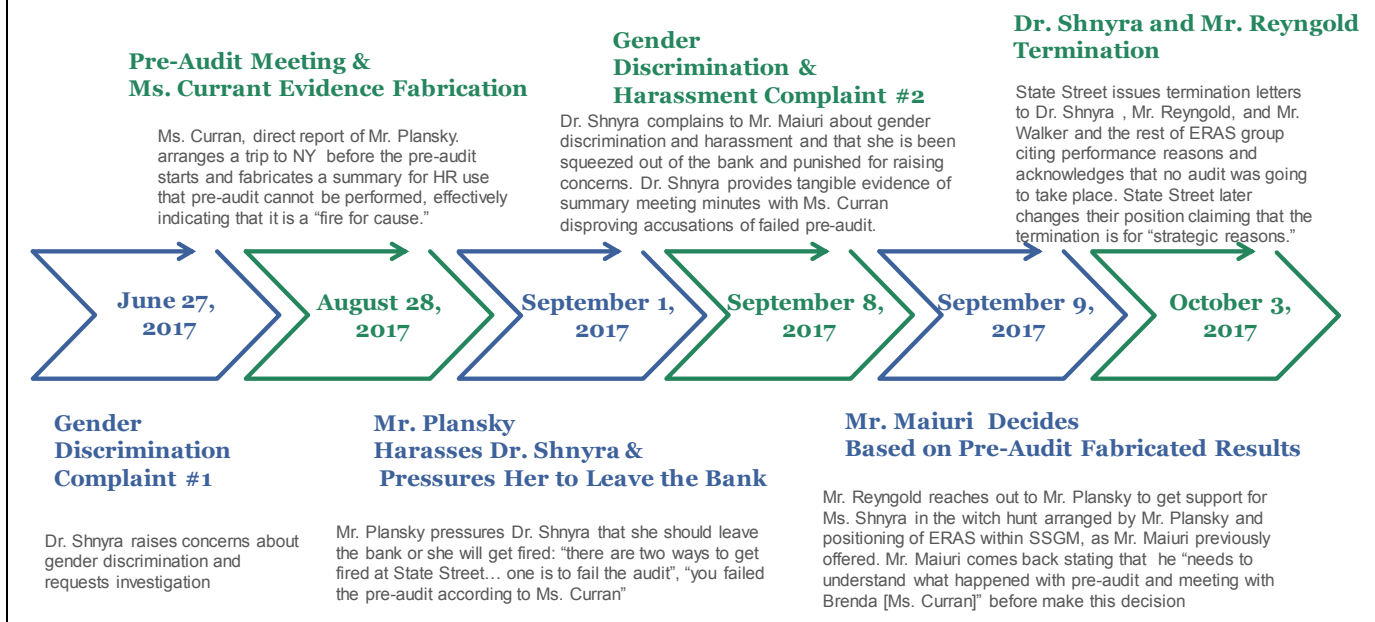 Pre-Audit Meeting &
Ms. Currant Evidence Fabrication
Ms. Curran, direct report of Mr. Plansky.
arranges a trip to NY before the pre-audit
starts and fabricates a summary for HR use
that pre-audit cannot be performed, effectively
indicating that it is a “fire for cause.”
Gender
Discrimination &
Harassment Complaint #2
Dr. Shnyra complains to Mr. Maiuri about gender
discrimination and harassment and that she is been
squeezed out of the bank and punished for raising
concerns. Dr. Shnyra provides tangible evidence of
summary meeting minutes with Ms. Curran
disproving accusations of failed pre-audit.
Dr. Shnyra and Mr. Reyngold
Termination
State Street issues termination letters
to Dr. Shnyra , Mr. Reyngold, and Mr.
Walker and the rest of ERAS group
citing performance reasons and
acknowledges that no audit was going
to take place. State Street later
changes their position claiming that the
termination is for “strategic reasons.”
June 27,
2017
August 28,
2017
September 1,
2017
September 8,
2017
September 9,
2017
October 3,
2017
Gender
Discrimination
Complaint #1
Dr. Shnyra raises concerns about
gender discrimination and
requests investigation
Mr. Plansky
Harasses Dr. Shnyra &
Pressures Her to Leave the Bank
Mr. Plansky pressures Dr. Shnyra that she should leave
the bank or she will get fired: “there are two ways to get
fired at State Street… one is to fail the audit”, “you failed
the pre-audit according to Ms. Curran”
Mr. Maiuri Decides
Based on Pre-Audit Fabricated Results
Mr. Reyngold reaches out to Mr. Plansky to get support for
Ms. Shnyra in the witch hunt arranged by Mr. Plansky and
positioning of ERAS within SSGM, as Mr. Maiuri previously
offered. Mr. Maiuri comes back stating that he “needs to
understand what happened with pre-audit and meeting with
Brenda [Ms. Curran]” before make this decision